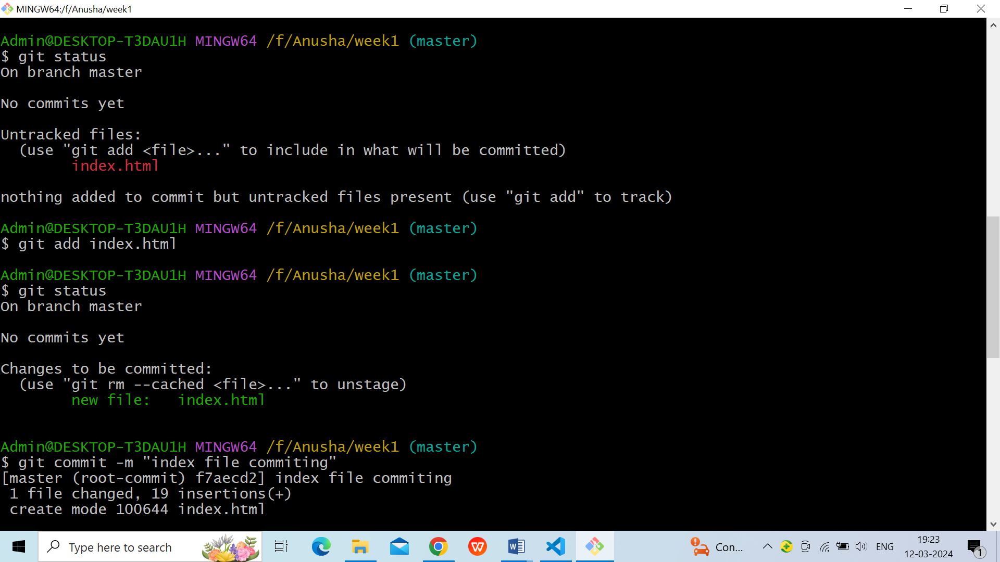 MINGW64:/f/Anusha/week1
Admin@DESKTOP-T3DAU1H MINGW64 /f/Anusha/week1 (master)
$ git status
On branch master
No commits yet
Untracked files:
  (use "git add <file>..." to include in what will be committed)
        index.html
nothing added to commit but untracked files present (use "git add" to track)
Admin@DESKTOP-T3DAU1H MINGW64 /f/Anusha/week1 (master)
$ git add index.html
Admin@DESKTOP-T3DAU1H MINGW64 /f/Anusha/week1 (master)
$ git status
On branch master
No commits yet
Changes to be committed:
  (use "git rm --cached <file>..." to unstage)
        new file:   index.html
Admin@DESKTOP-T3DAU1H MINGW64 /f/Anusha/week1 (master)
$ git commit -m "index file commiting"
[master (root-commit) f7aecd2] index file commiting
 1 file changed, 19 insertions(+)
 create mode 100644 index.html
Type here to search
Con...
ENG
19:23
12-03-2024
1